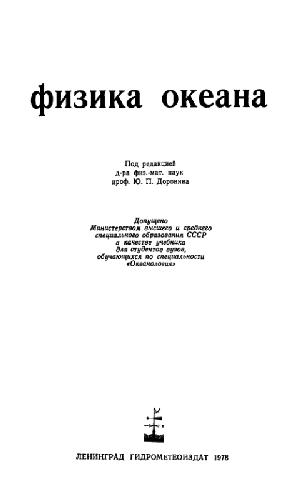 физика океана
Под редакцией
д-ра физ.-мат. наук
проф. Ю. П. Доронина
Допущено
Министерством высшего и среднего
специального образования СССР
в качестве учебника
для студентов вузов,
обучающихся по специальности
«Океанология»
ЛЕНИНГРАД ГИДРОМЕТЕОИЗДАТ 1978